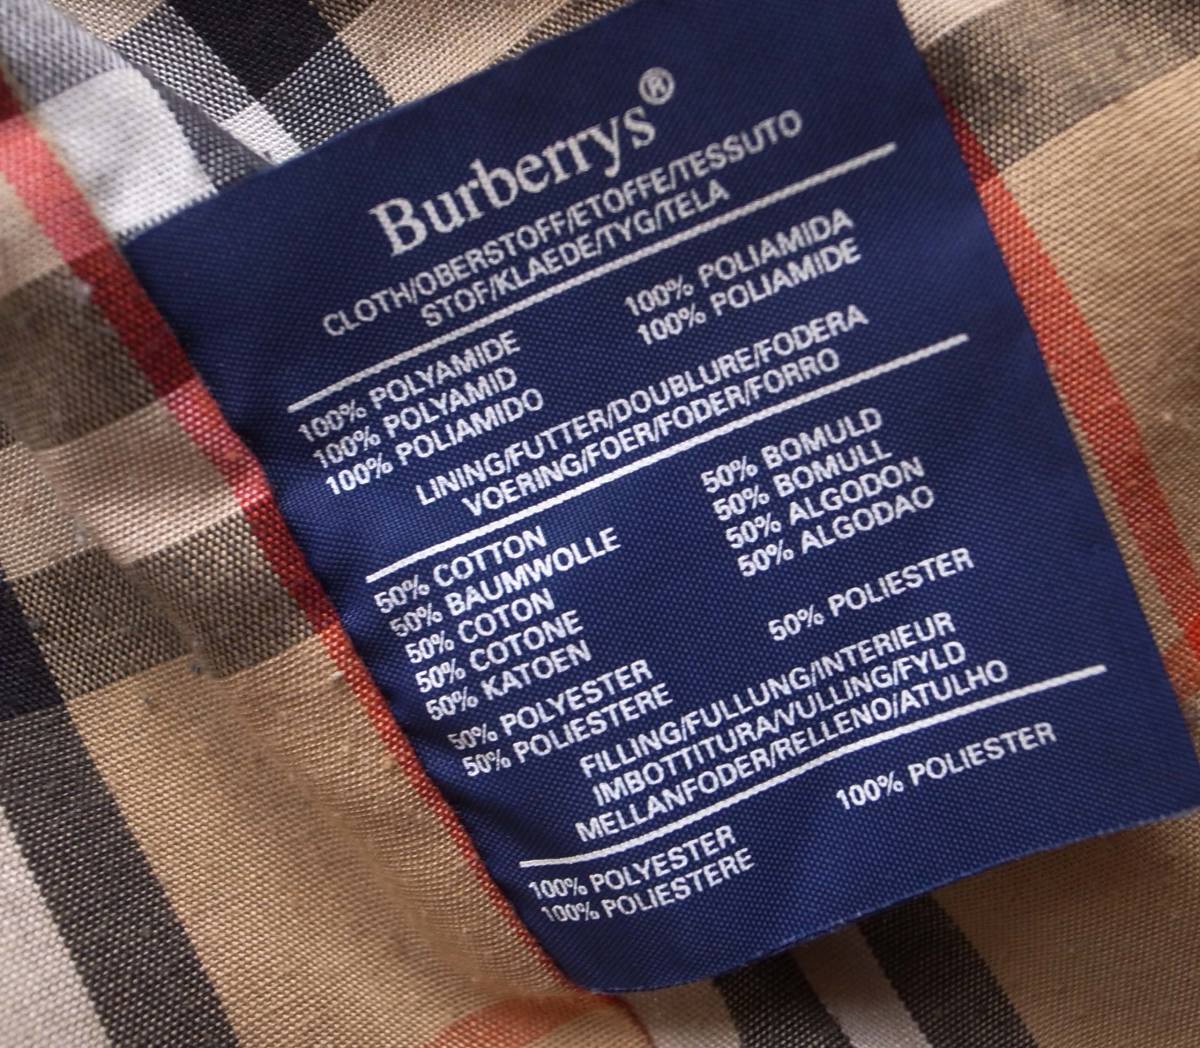 Burberrys®
CLOTH/OBERSTOFF/ETOFFE/TESSUTO
STOF/KLAEDE/TYG/TELA
100% POLYAMIDE
100% POLYAMID
100% POLIAMIDO
100% POLIAMIDA
100% POLIAMIDE
LINING/FUTTER/DOUBLURE/FODERA
VOERING/FOER/FODER/FORRO
50% COTTON
50% BAUMWOLLE
50% COTON
50% COTONE
50% KATOEN
50% BOMULD
50% BOMULL
50% ALGODON
50% ALGODAO
50% POLYESTER
50% POLIESTERE
50% POLIESTER
FILLING/FULLUNG/INTERIEUR
IMBOTTITURA/VULLING/FYLD
MELLANFODER/RELLENO/ATULHO
100% POLYESTER
100% POLIESTERE
100% POLIESTER